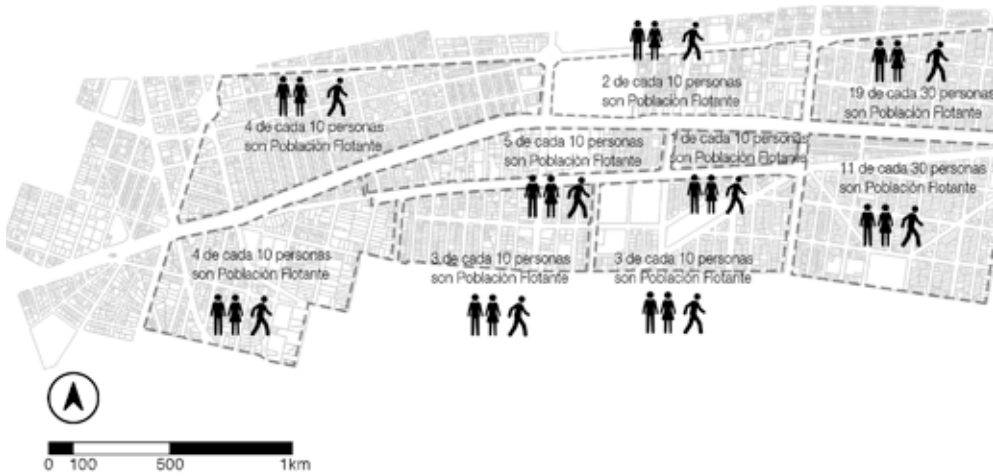 2 de cada 10 personas
son Población Flotante
19 de cada 30 personas
son Población Flotante
4 de cada 10 personas
son Población Flotante
5 de cada 10 personas
son Población Flotante
de cada 10 personas
son Población Flotante
11 de cada 30 personas
son Población Flotante
4 de cada 10 personas
son Población Flotante
3 de cada 10 personas
son Población Flotante
3 de cada 10 personas
son Población Flotante
0 100 500 1km